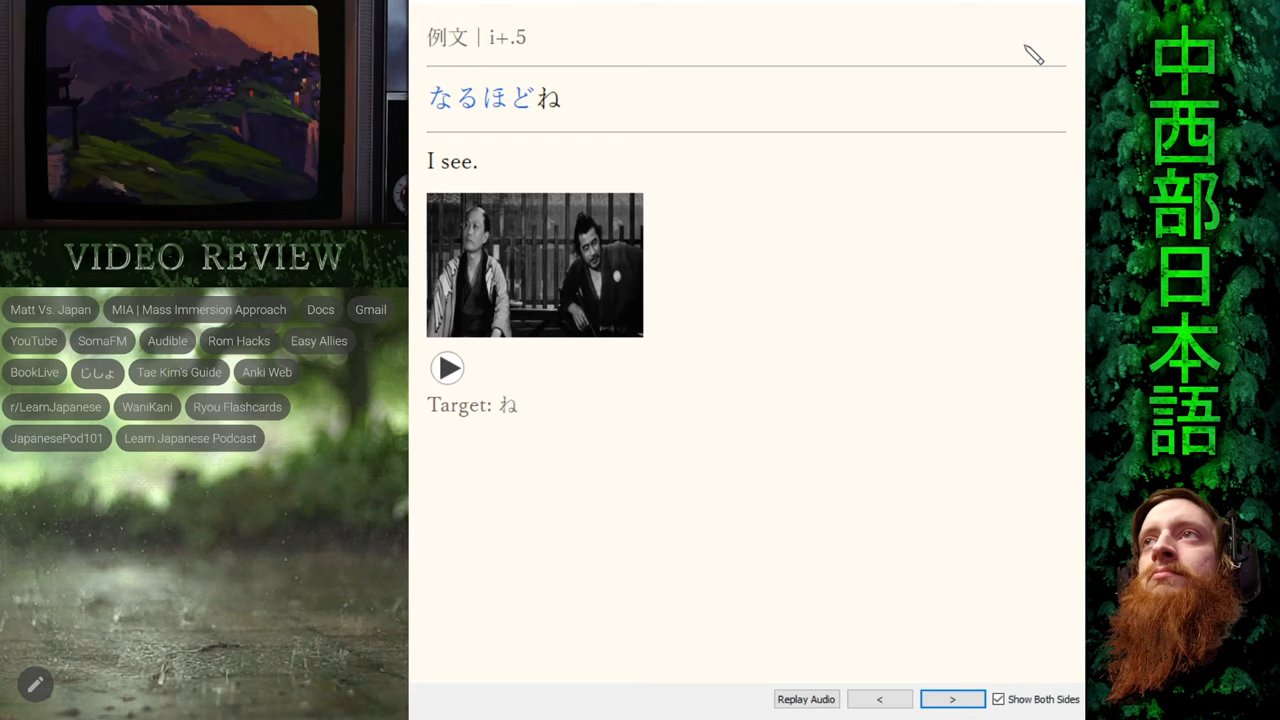 VIDEO REVIEW
Matt Vs. Japan
MIA | Mass Immersion Approach
Docs
Gmail
YouTube
SomaFM
Audible
Rom Hacks
Easy Allies
BookLive
じしょ
Tae Kim's Guide
Anki Web
r/LearnJapanese
WaniKani
Ryou Flashcards
JapanesePod101
Learn Japanese Podcast
例文 | i+.5
なるほどね
I see.
Target: ね
Replay Audio
<
>
Show Both Sides
中西部日本語